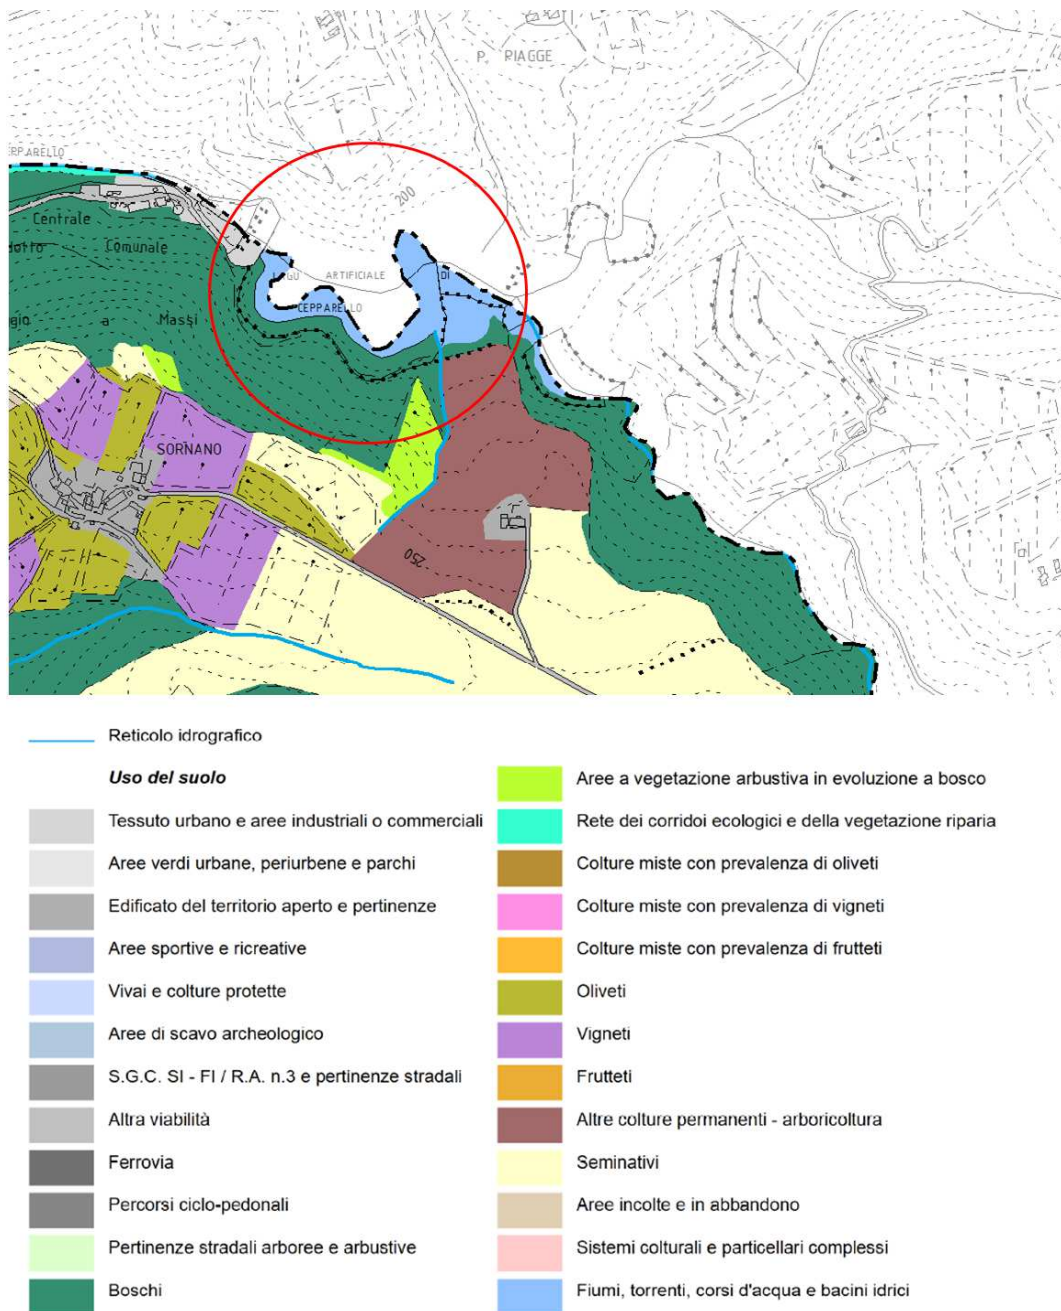 P. PIAGGE
200
Centrale
Comunale
ARTIFICIALE
DI
CEPPARELLO
a Massi
SORNANO
250
Reticolo idrografico
Uso del suolo
Tessuto urbano e aree industriali o commerciali
Aree verdi urbane, periurbene e parchi
Edificato del territorio aperto e pertinenze
Aree sportive e ricreative
Vivai e colture protette
Aree di scavo archeologico
S.G.C. SI - FI / R.A. n.3 e pertinenze stradali
Altra viabilità
Ferrovia
Percorsi ciclo-pedonali
Pertinenze stradali arboree e arbustive
Boschi
Aree a vegetazione arbustiva in evoluzione a bosco
Rete dei corridoi ecologici e della vegetazione riparia
Colture miste con prevalenza di oliveti
Colture miste con prevalenza di vigneti
Colture miste con prevalenza di frutteti
Oliveti
Vigneti
Frutteti
Altre colture permanenti - arboricoltura
Seminativi
Aree incolte e in abbandono
Sistemi colturali e particellari complessi
Fiumi, torrenti, corsi d'acqua e bacini idrici